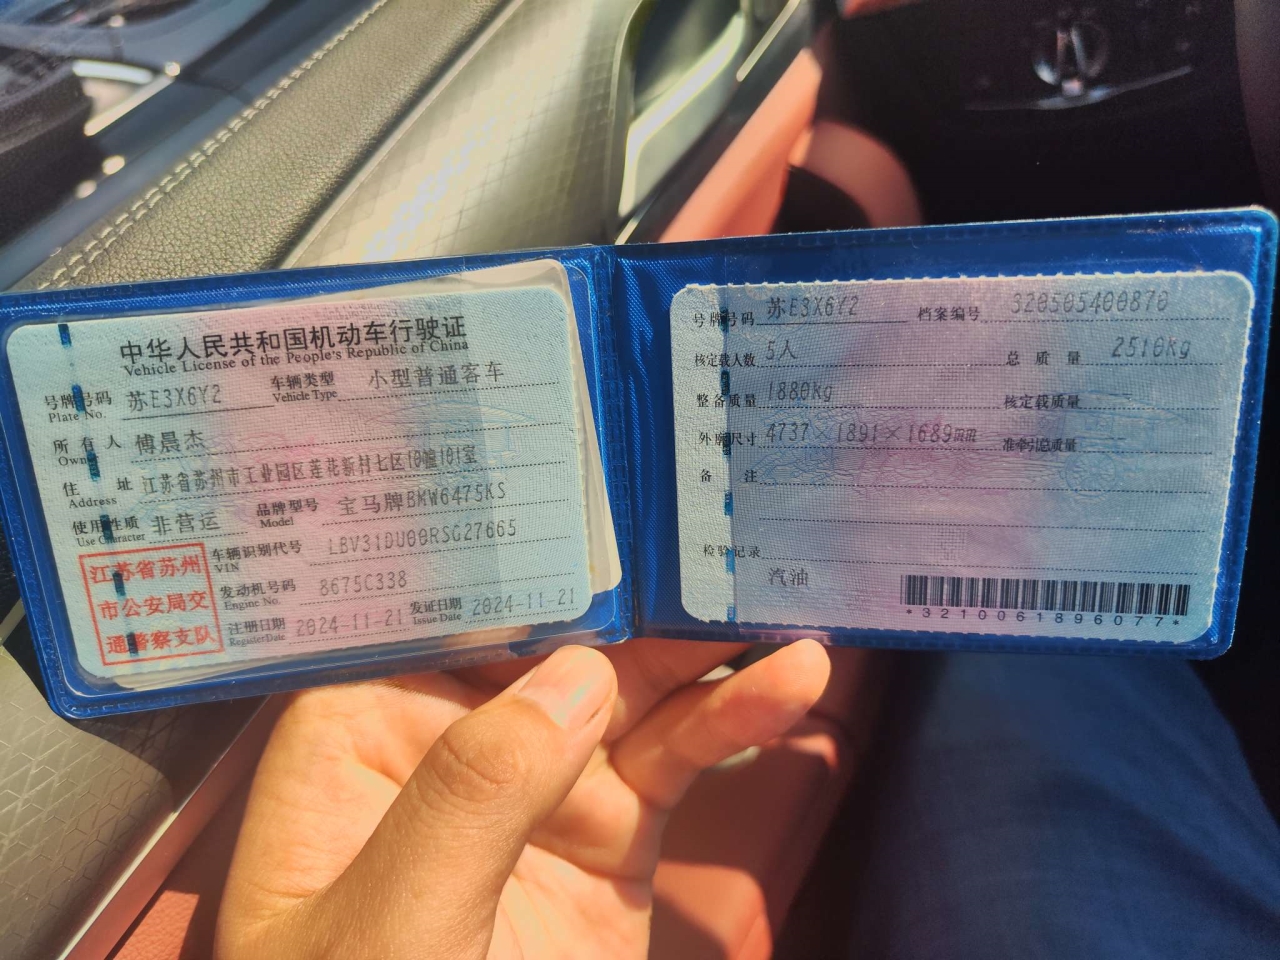 中华人民共和国机动车行驶证
Vehicle License of the People's Republic of China
号牌号码 苏E3X6Y2 车辆类型 小型普通客车
Plate No. Vehicle Type
所有人 傅晨杰
Owner
住址 江苏省苏州市工业园区莲花新村七区10幢101室
Address
使用性质 非营运 品牌型号 宝马牌BMW6475KS
Use Character Model
江苏省苏州
市公安局交
通警察支队
车辆识别代号 LBV31DU00RSG27665
VIN
发动机号码 8675C338
Engine No.
注册日期 2024-11-21 发证日期 2024-11-21
Register Date Issue Date
号牌号码 苏E3X6Y2 档案编号 320505400870
核定载人数 5人 总质量 2510Kg
整备质量 1880Kg 核定载质量
外廓尺寸 4737×1891×1689mm 准牵引总质量
备注
检验记录
汽油
*3210061896077*